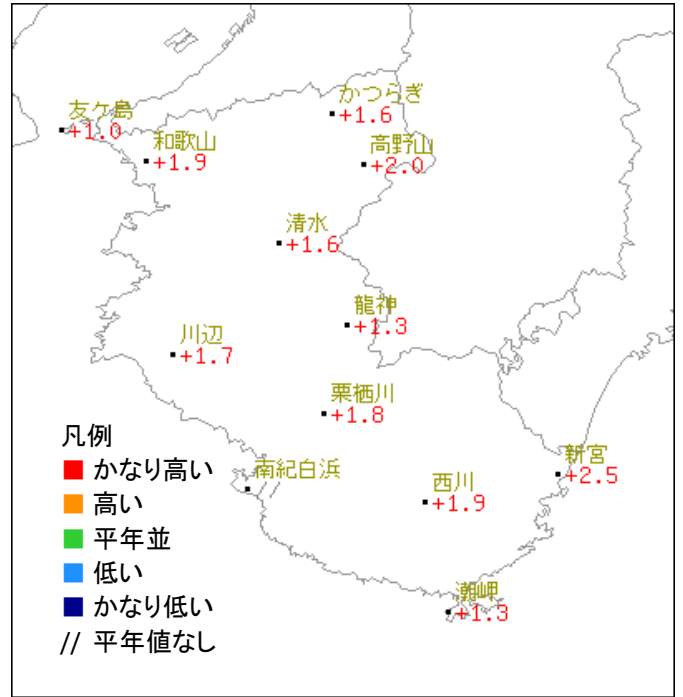 かつらぎ
+1.6
友ケ島
+1.0
和歌山
+1.9
高野山
+2.0
清水
+1.6
龍神
+1.3
川辺
+1.7
栗栖川
+1.8
新宮
+2.5
南紀白浜
//
西川
+1.9
潮岬
+1.3
凡例
かなり高い
高い
平年並
低い
かなり低い
// 平年値なし